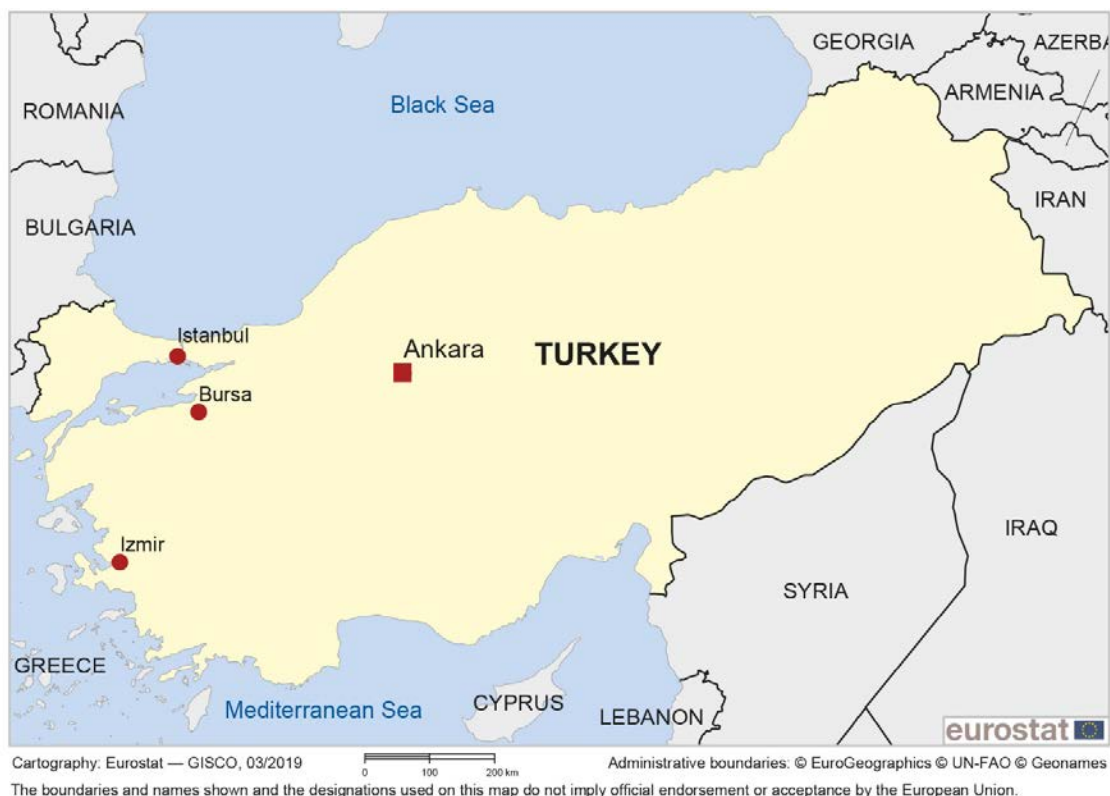 GEORGIA
AZERBA
ROMANIA
Black Sea
ARMENIA
IRAN
BULGARIA
Istanbul
Ankara
TURKEY
Bursa
IRAQ
Izmir
SYRIA
GREECE
CYPRUS
Mediterranean Sea
LEBANON
eurostat
Cartography: Eurostat — GISCO, 03/2019
0 100 200 km
Administrative boundaries: © EuroGeographics © UN-FAO © Geonames
The boundaries and names shown and the designations used on this map do not imply official endorsement or acceptance by the European Union.